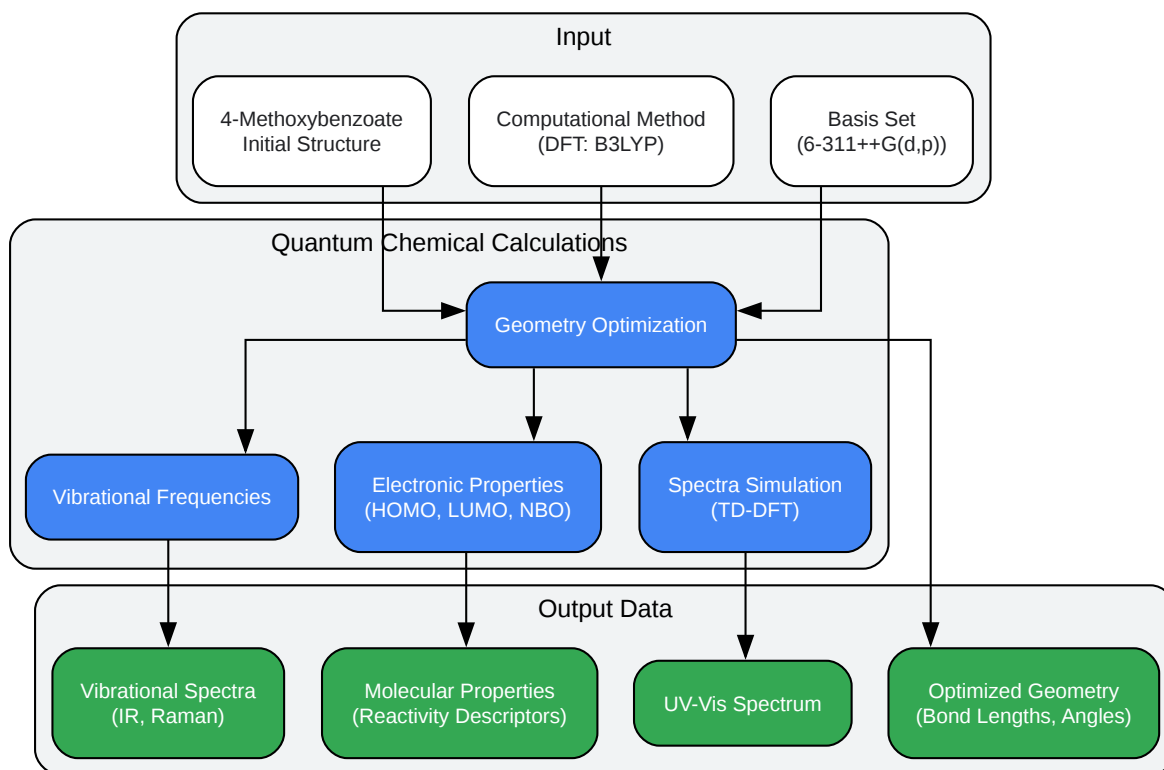 Input
4-Methoxybenzoate
Initial Structure
Computational Method
(DFT: B3LYP)
Basis Set
(6-311++G(d,p))
Quantum Chemical Calculations
Geometry Optimization
Vibrational Frequencies
Electronic Properties
(HOMO, LUMO, NBO)
Spectra Simulation
(TD-DFT)
Output Data
Vibrational Spectra
(IR, Raman)
Molecular Properties
(Reactivity Descriptors)
UV-Vis Spectrum
Optimized Geometry
(Bond Lengths, Angles)